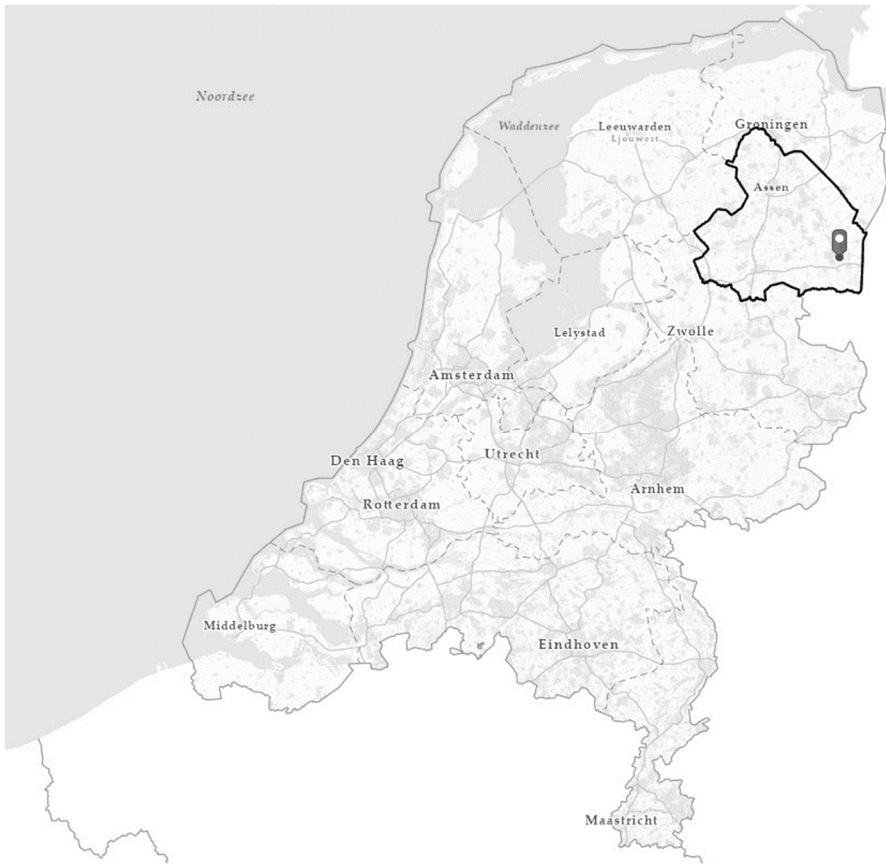 Noordzee
Waddenzee
Leeuwarden
Ljouwert
Groningen
Assen
Lelystad
Zwolle
Amsterdam
Den Haag
Utrecht
Arnhem
Rotterdam
Middelburg
Eindhoven
Maastricht